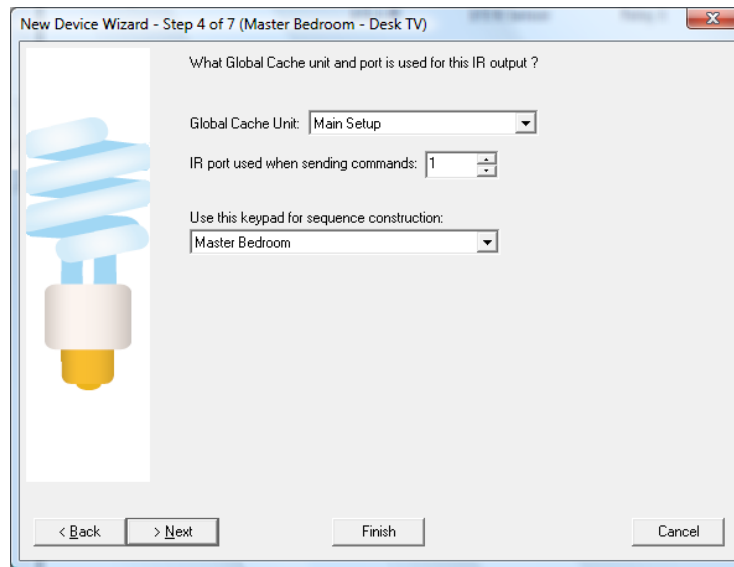 New Device Wizard - Step 4 of 7 (Master Bedroom - Desk TV)
What Global Cache unit and port is used for this IR output ?
Global Cache Unit: Main Setup
IR port used when sending commands: 1
Use this keypad for sequence construction:
Master Bedroom
< Back > Next Finish Cancel